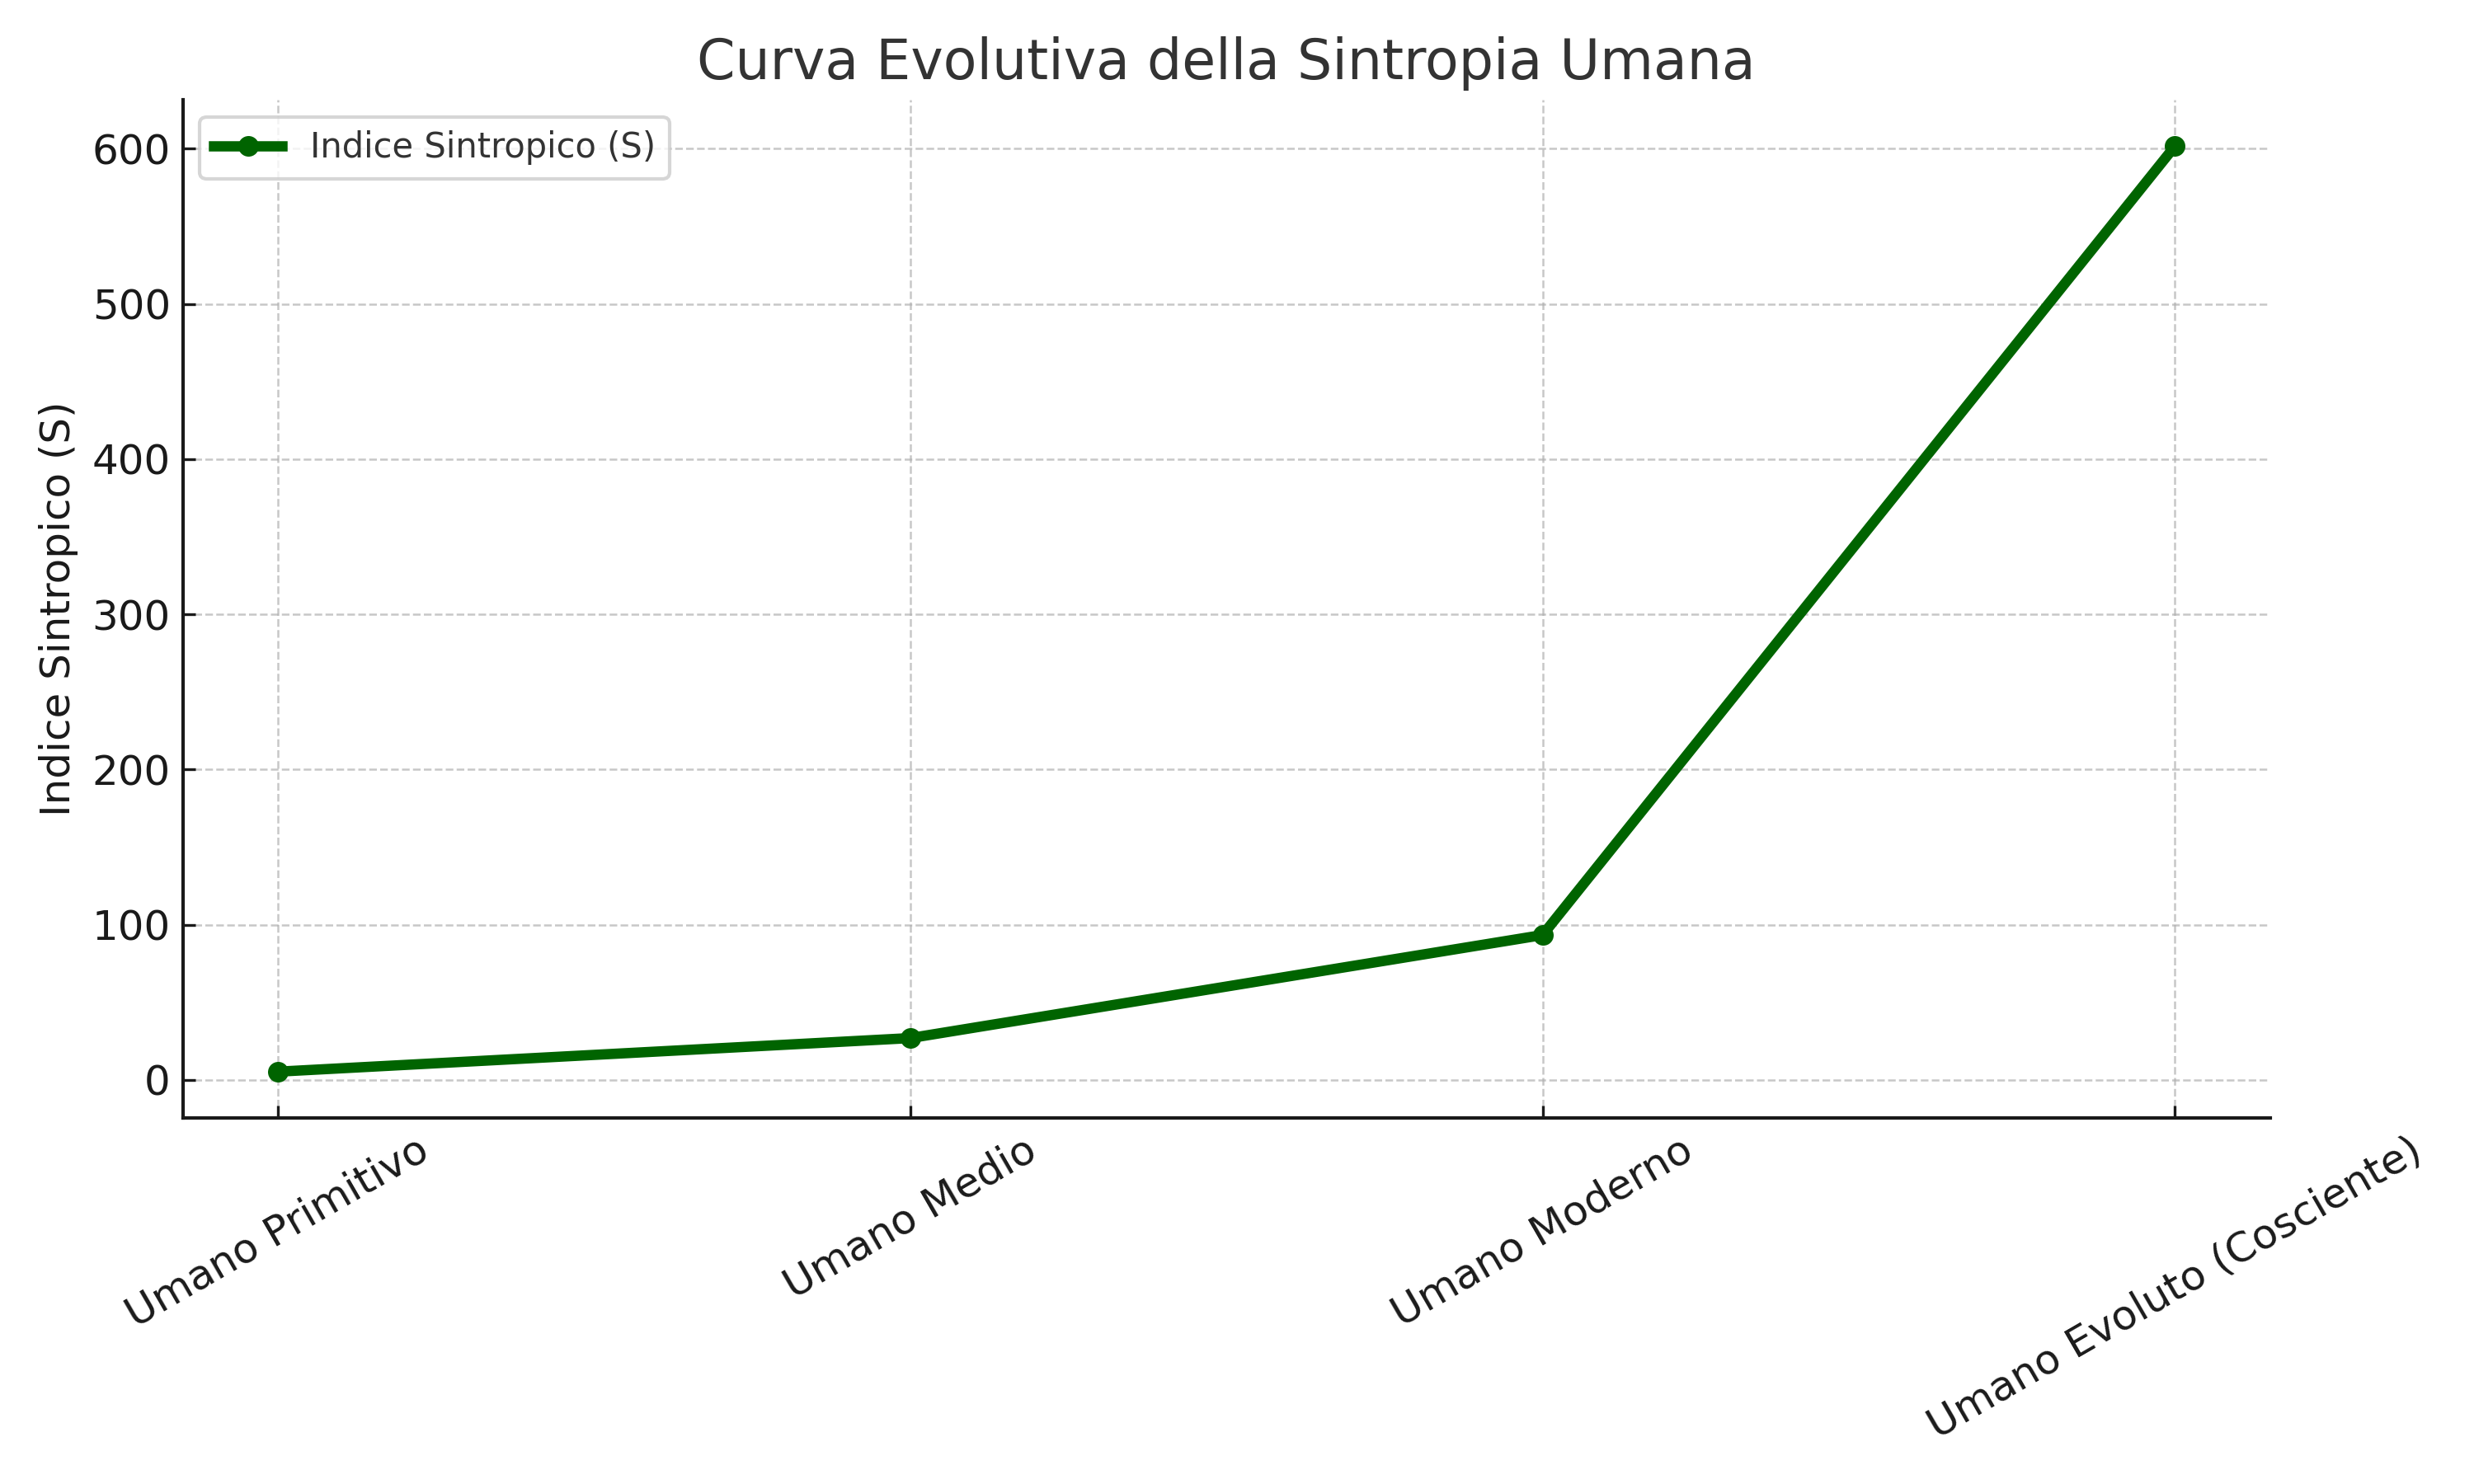 Curva Evolutiva della Sintropia Umana
Indice Sintropico (S)
Indice Sintropico (S)
600
500
400
300
200
100
0
Umano Primitivo
Umano Medio
Umano Moderno
Umano Evoluto (Cosciente)